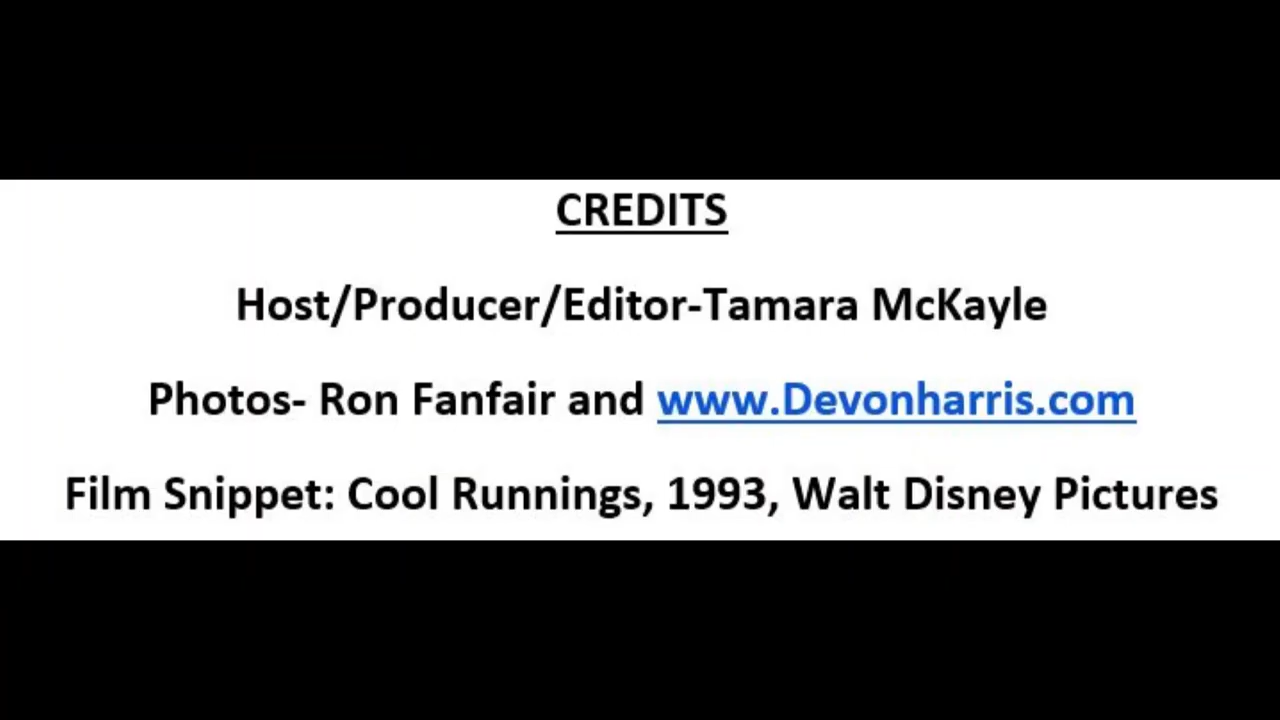 CREDITS
Host/Producer/Editor-Tamara McKayle
Photos- Ron Fanfair and www.Devonharris.com
Film Snippet: Cool Runnings, 1993, Walt Disney Pictures